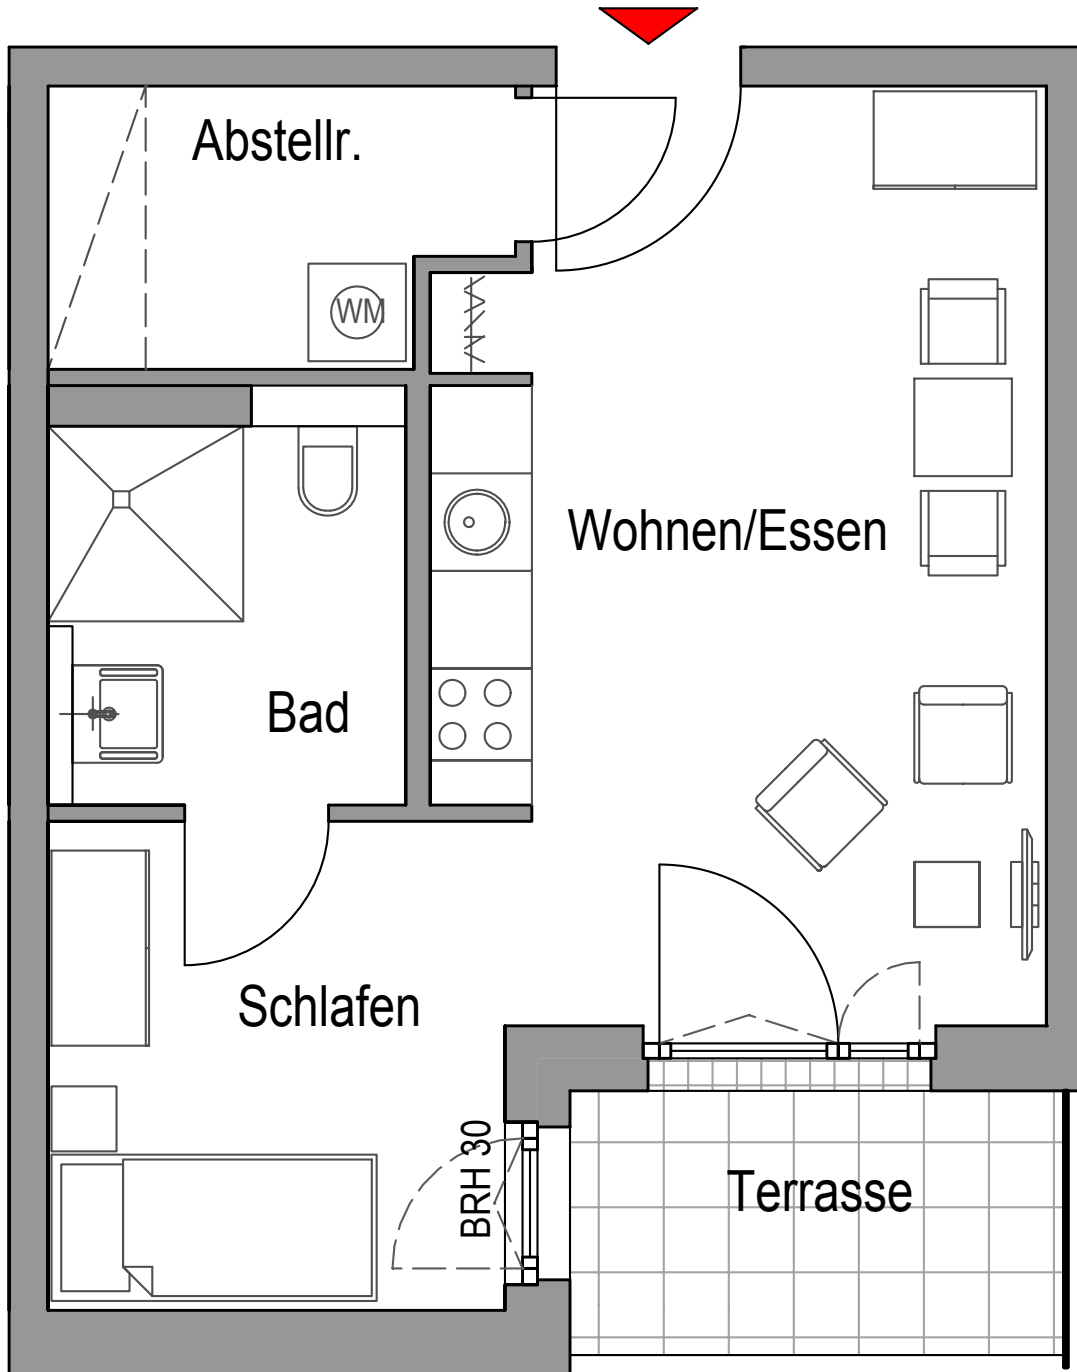 Abstellr.
WM
Wohnen/Essen
Bad
Schlafen
BRH 30
Terrasse